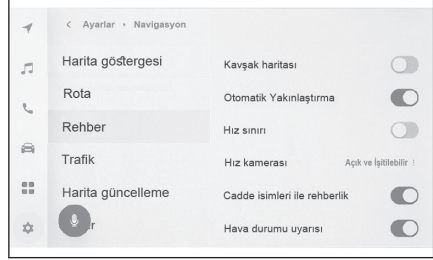 < Ayarlar • Navigasyon
Harita göstergesi
Rota
Rehber
Trafik
Harita güncelleme
r
Kavşak haritası
Otomatik Yakınlaştırma
Hız sınırı
Hız kamerası Açık ve İşitilebilir
Cadde isimleri ile rehberlik
Hava durumu uyarısı